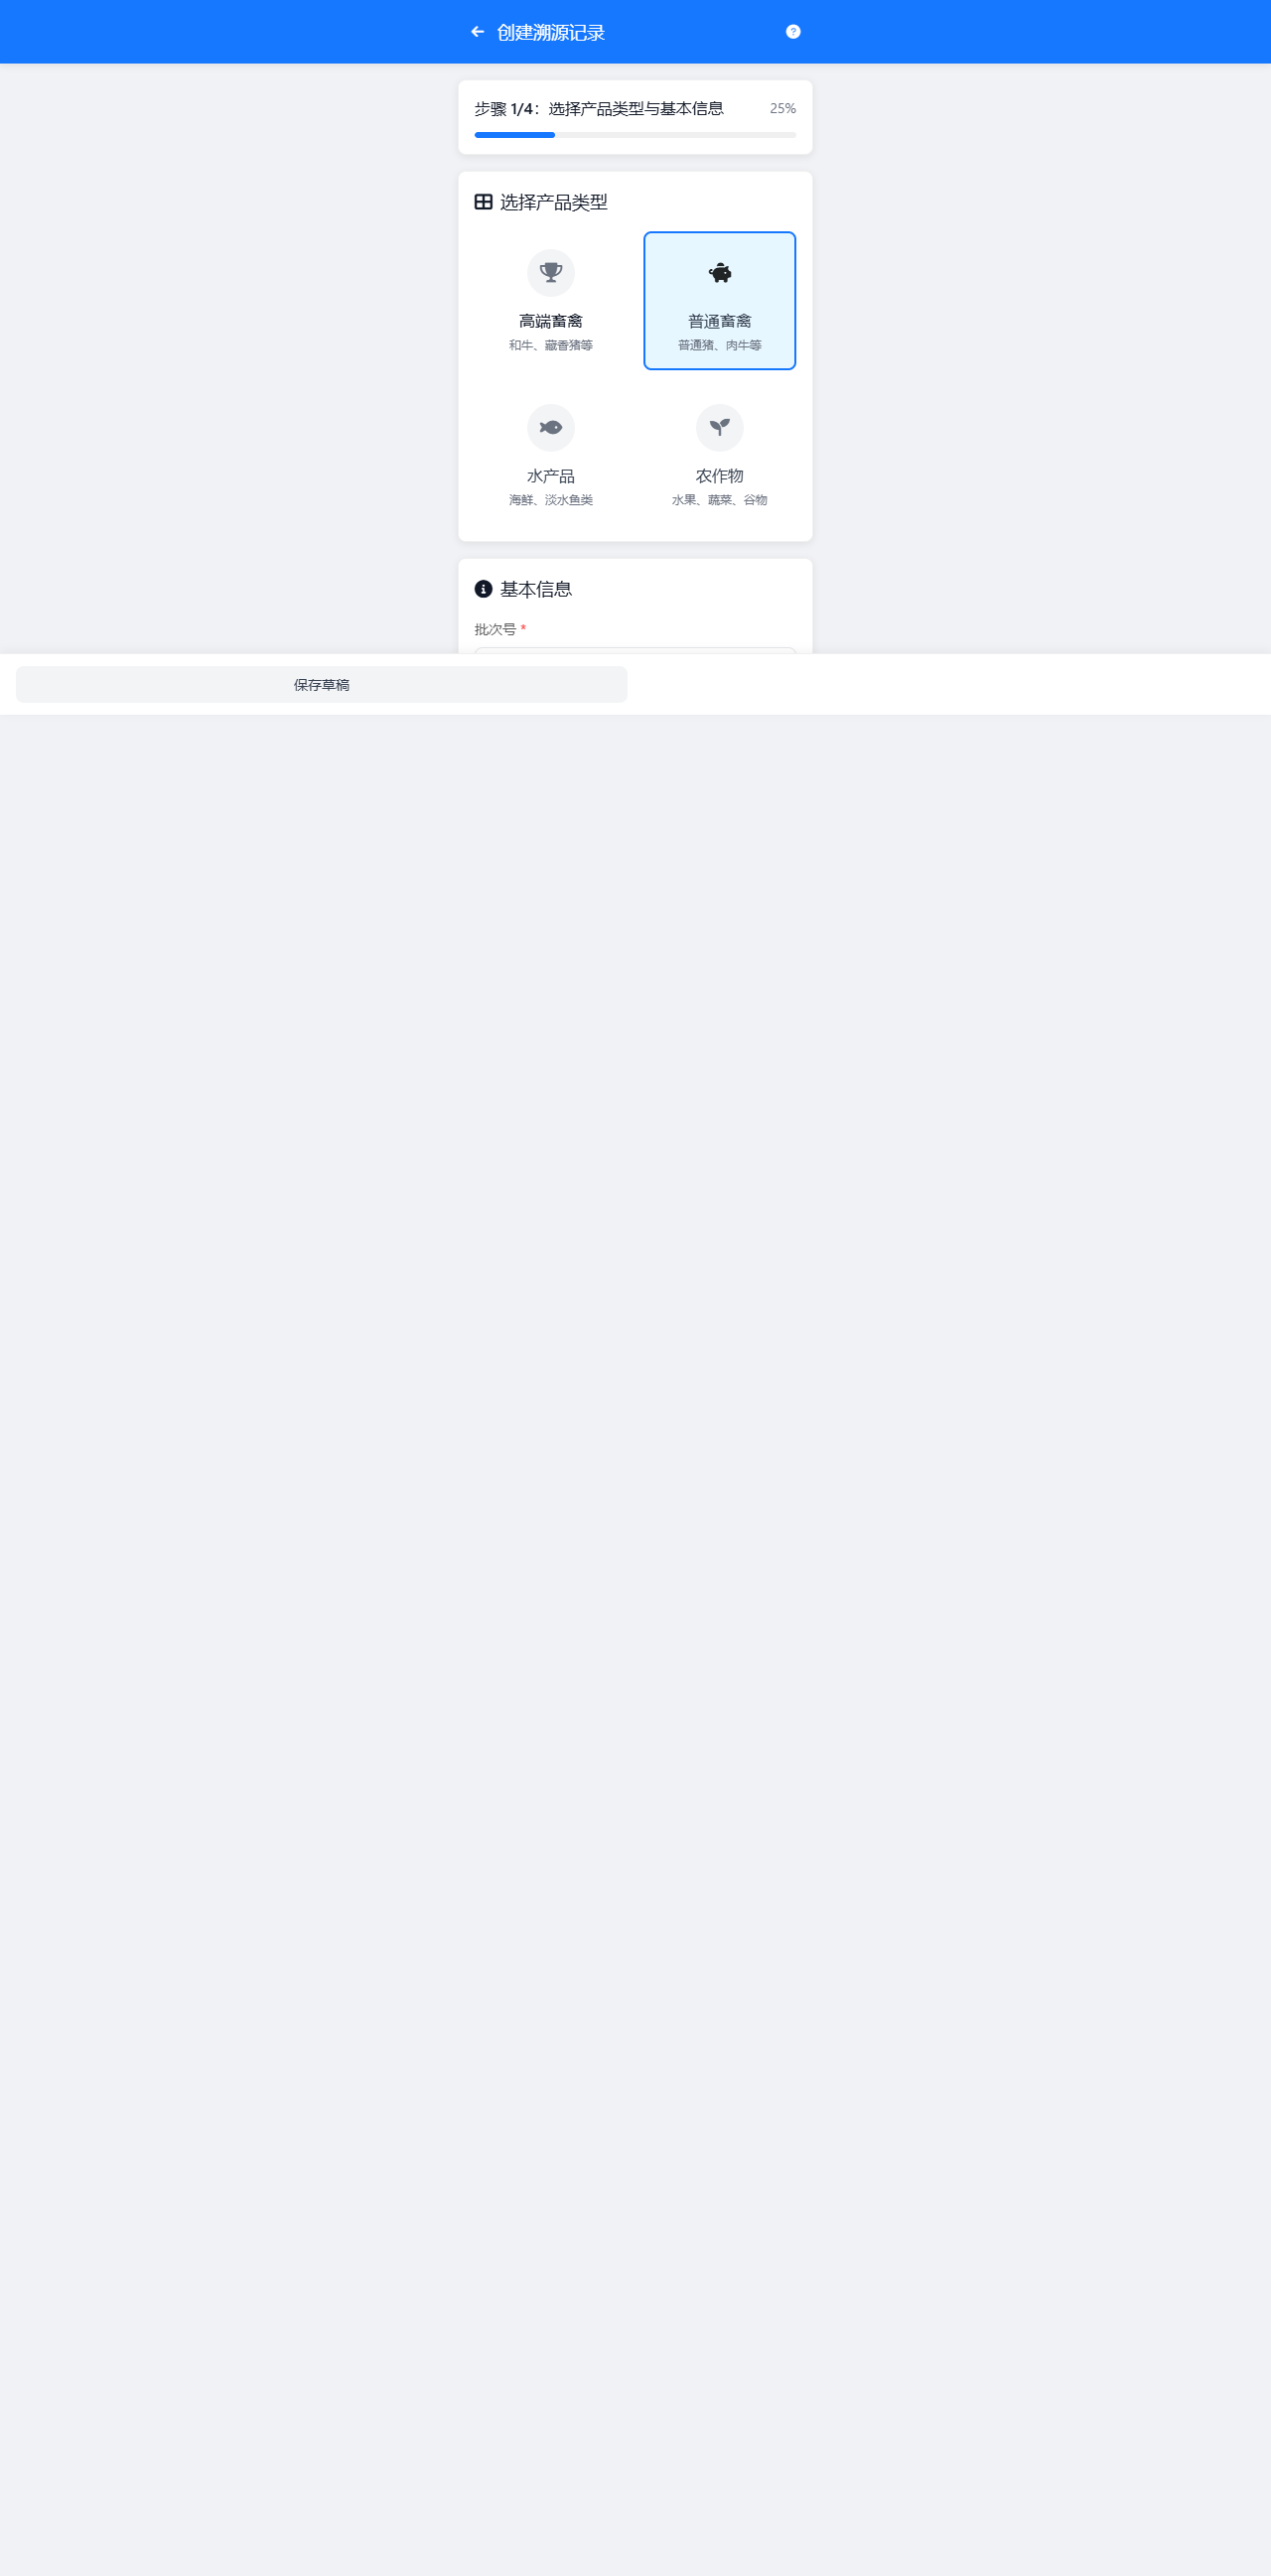 创建溯源记录
步骤 1/4：选择产品类型与基本信息
25%
选择产品类型
高端畜禽
和牛、藏香猪等
普通畜禽
普通猪、肉牛等
水产品
海鲜、淡水鱼类
农作物
水果、蔬菜、谷物
基本信息
批次号 *
保存草稿